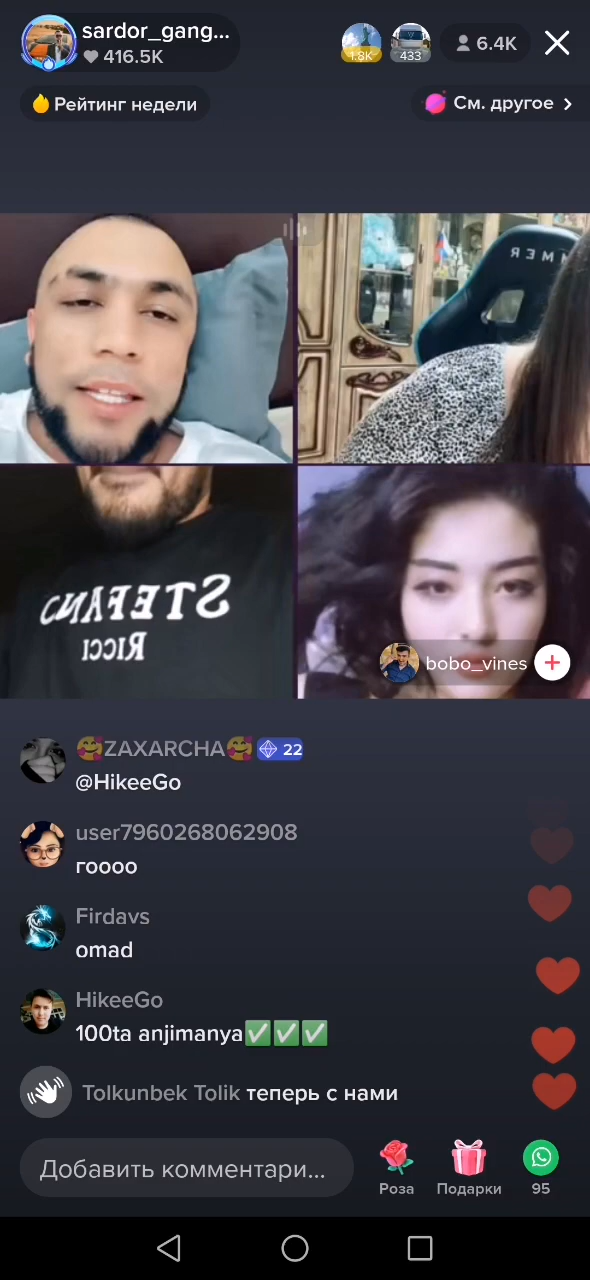 sardor_gang...
416.5K
1.8K
433
6.4K
Рейтинг недели
См. другое
STEFANO
RICCI
bobo_vines
ZAXARCHA
22
@HikeeGo
user7960268062908
гоооо
Firdavs
omad
HikeeGo
100ta anjimanya✅✅✅
Tolkunbek Tolik теперь с нами
Добавить комментари...
Роза
Подарки
95